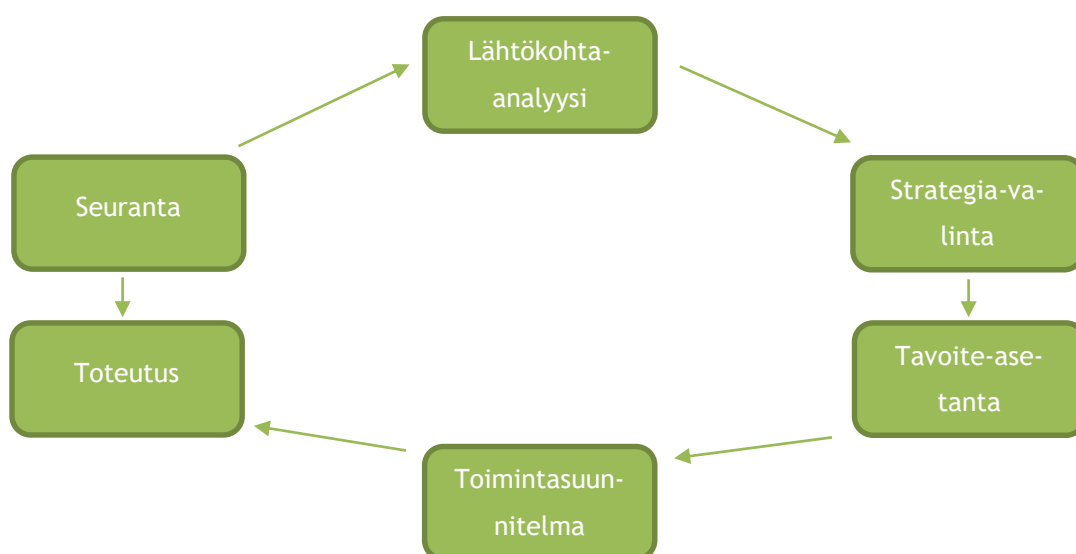 Lähtökohta-
analyysi
Seuranta
Strategia-va-
linta
Toteutus
Tavoite-ase-
tanta
Toimintasuun-
nitelma